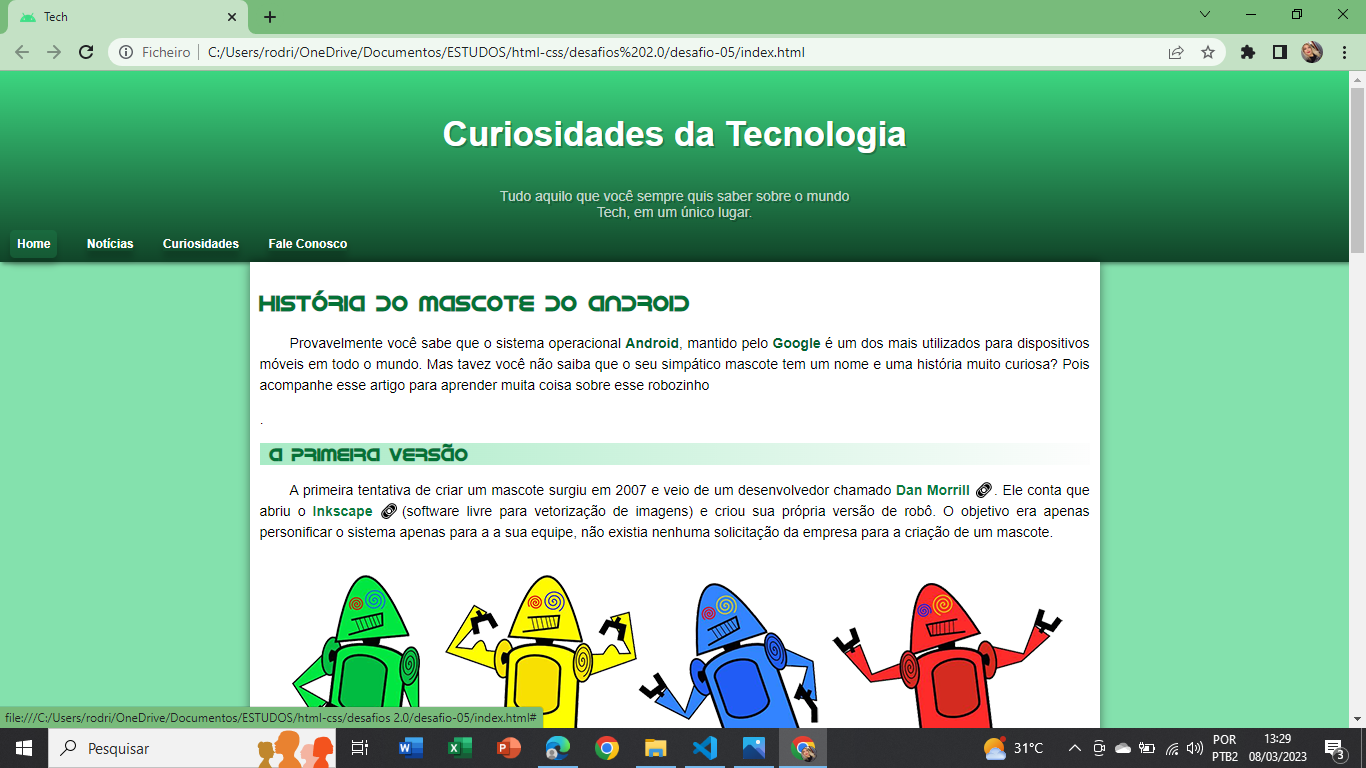 Tech
Ficheiro
C:/Users/rodri/OneDrive/Documentos/ESTUDOS/html-css/desafios%202.0/desafio-05/index.html
Curiosidades da Tecnologia
Tudo aquilo que você sempre quis saber sobre o mundo
Tech, em um único lugar.
Home Notícias Curiosidades Fale Conosco
História do Mascote do Android
Provavelmente você sabe que o sistema operacional Android, mantido pelo Google é um dos mais utilizados para dispositivos
móveis em todo o mundo. Mas tavez você não saiba que o seu simpático mascote tem um nome e uma história muito curiosa? Pois
acompanhe esse artigo para aprender muita coisa sobre esse robozinho
.
A primeira versão
A primeira tentativa de criar um mascote surgiu em 2007 e veio de um desenvolvedor chamado Dan Morrill . Ele conta que
abriu o Inkscape (software livre para vetorização de imagens) e criou sua própria versão de robô. O objetivo era apenas
personificar o sistema apenas para a a sua equipe, não existia nenhuma solicitação da empresa para a criação de um mascote.
file:///C:/Users/rodri/OneDrive/Documentos/ESTUDOS/html-css/desafios 2.0/desafio-05/index.html#
Pesquisar
31°C
POR
PTB2
13:29
08/03/2023
3